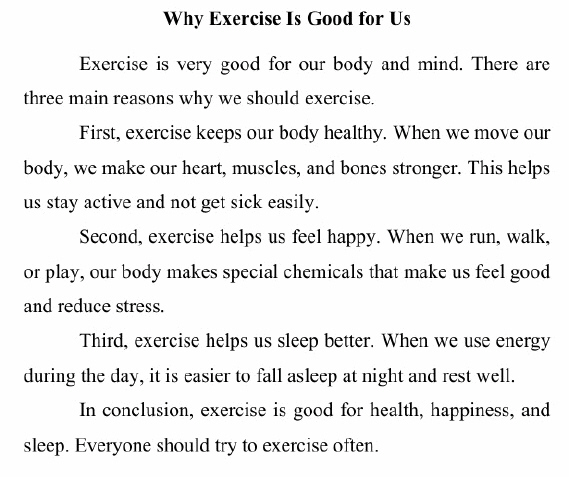 Why Exercise Is Good for Us
Exercise is very good for our body and mind. There are
three main reasons why we should exercise.
First, exercise keeps our body healthy. When we move our
body, we make our heart, muscles, and bones stronger. This helps
us stay active and not get sick easily.
Second, exercise helps us feel happy. When we run, walk,
or play, our body makes special chemicals that make us feel good
and reduce stress.
Third, exercise helps us sleep better. When we use energy
during the day, it is easier to fall asleep at night and rest well.
In conclusion, exercise is good for health, happiness, and
sleep. Everyone should try to exercise often.